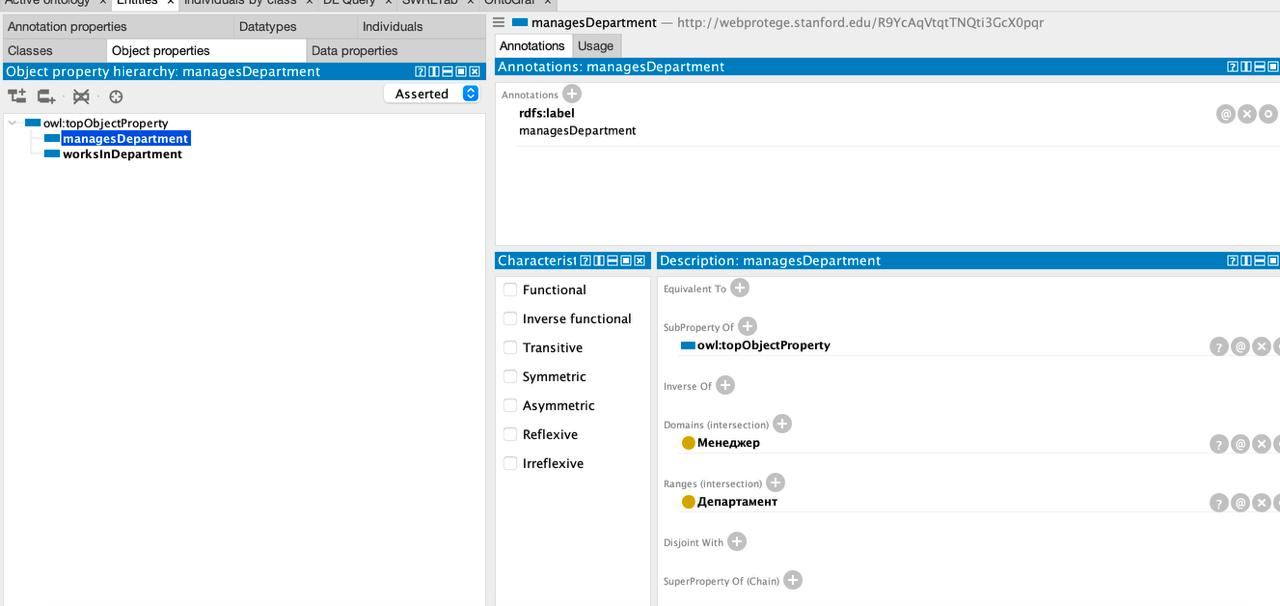 Active ontology × Entities × Individuals by class × DL Query × SWRLTab × OntoGraf ×
Annotation properties Datatypes Individuals
Classes Object properties Data properties
Object property hierarchy: managesDepartment
Asserted
owl:topObjectProperty
managesDepartment
worksInDepartment
managesDepartment — http://webprotege.stanford.edu/R9YcAqVtqtTNQti3GcX0pqr
Annotations Usage
Annotations: managesDepartment
Annotations
rdfs:label
managesDepartment
Characterist
Functional
Inverse functional
Transitive
Symmetric
Asymmetric
Reflexive
Irreflexive
Description: managesDepartment
Equivalent To
SubProperty Of
owl:topObjectProperty
Inverse Of
Domains (intersection)
Менеджер
Ranges (intersection)
Департамент
Disjoint With
SuperProperty Of (Chain)